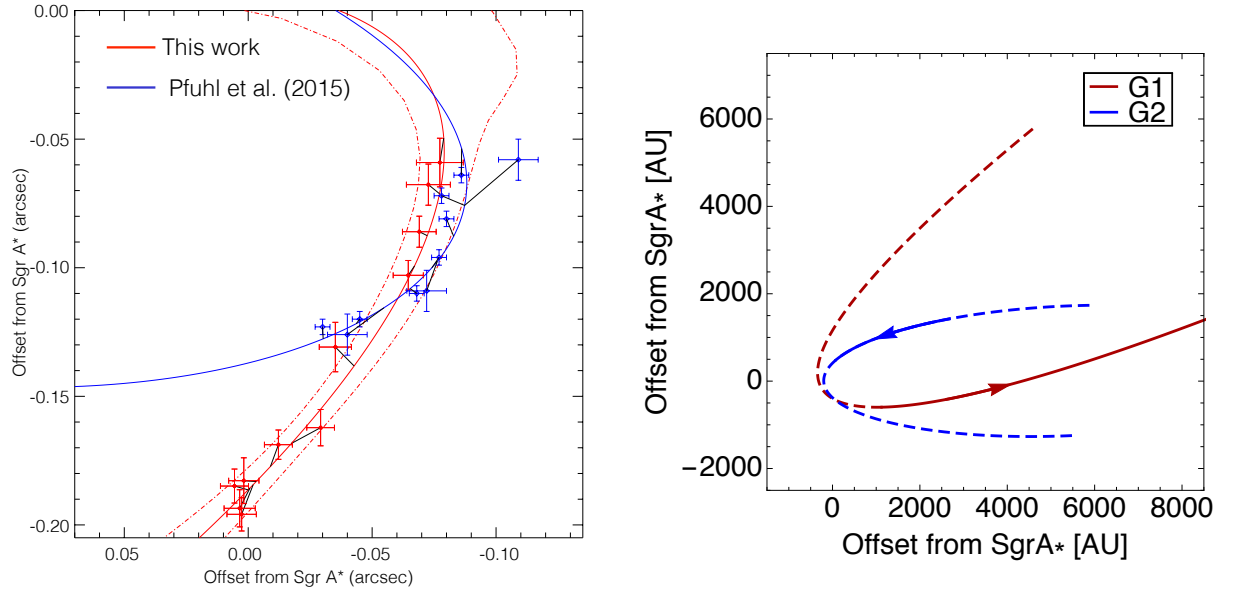 0.00
-0.05
-0.10
-0.15
-0.20
Offset from Sgr A* (arcsec)
This work
Pfuhl et al. (2015)
0.05
0.00
-0.05
-0.10
Offset from Sgr A* (arcsec)
6000
4000
2000
0
−2000
Offset from SgrA* [AU]
G1
G2
0
2000
4000
6000
8000
Offset from SgrA* [AU]